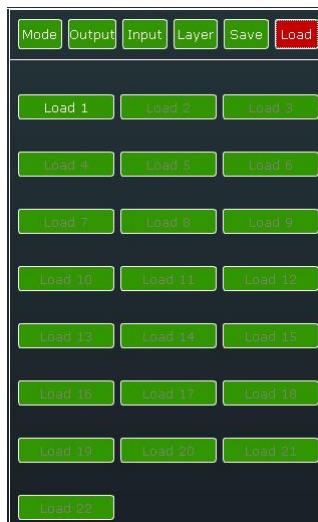 Mode Output Input Layer Save Load
Load 1 Load 2 Load 3
Load 4 Load 5 Load 6
Load 7 Load 8 Load 9
Load 10 Load 11 Load 12
Load 13 Load 14 Load 15
Load 16 Load 17 Load 18
Load 19 Load 20 Load 21
Load 22